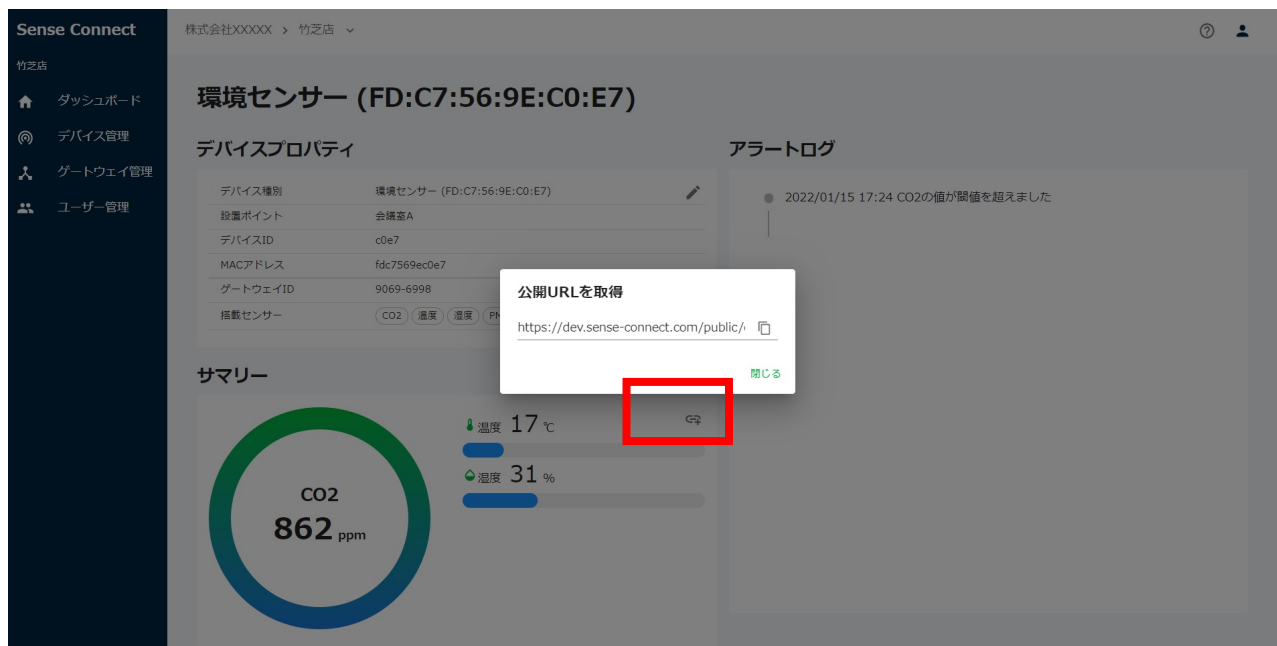 Sense Connect
株式会社XXXXX > 竹芝店
竹芝店
ダッシュボード
デバイス管理
ゲートウェイ管理
ユーザー管理
環境センサー (FD:C7:56:9E:C0:E7)
デバイスプロパティ
デバイス種別 環境センサー (FD:C7:56:9E:C0:E7)
設置ポイント 会議室A
デバイスID c0e7
MACアドレス fdc7569ec0e7
ゲートウェイID 9069-6998
搭載センサー CO2 温度 湿度 PM
アラートログ
2022/01/15 17:24 CO2の値が閾値を超えました
公開URLを取得
https://dev.sense-connect.com/public/
閉じる
サマリー
CO2
862 ppm
温度 17 ℃
湿度 31 %